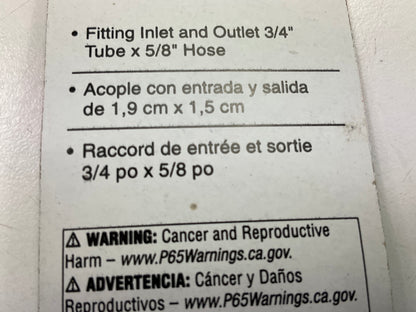 • Fitting Inlet and Outlet 3/4"
Tube x 5/8" Hose
• Acople con entrada y salida
de 1,9 cm x 1,5 cm
• Raccord de entrée et sortie
3/4 po x 5/8 po
⚠ WARNING: Cancer and Reproductive
Harm – www.P65Warnings.ca.gov.
⚠ ADVERTENCIA: Cáncer y Daños
Reproductivos – www.P65Warnings.ca.gov.